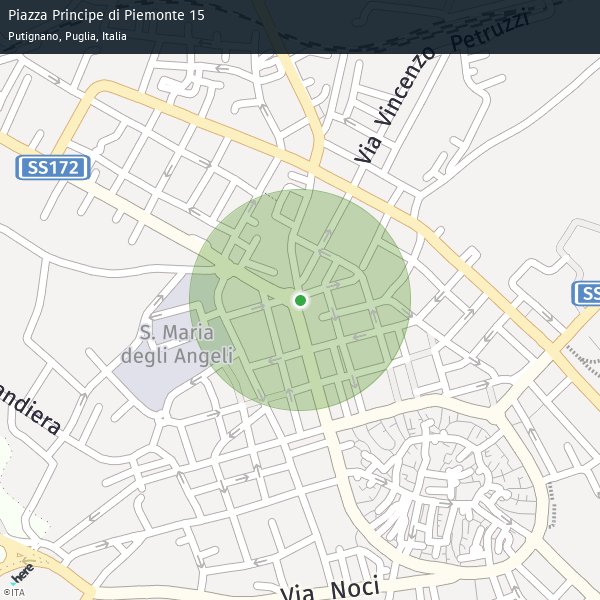 Piazza Principe di Piemonte 15
Putignano, Puglia, Italia
Petruzzi
Via Vincenzo
SS172
SS
S. Maria
degli Angeli
andiera
Via Noci
here
©ITA